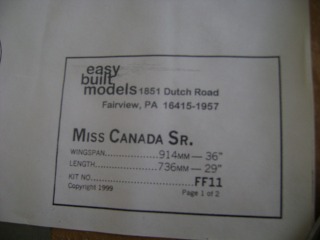 easy
built
models 1851 Dutch Road
Fairview, PA 16415-1957
MISS CANADA SR.
WINGSPAN....................914MM — 36"
LENGTH.......................736MM — 29"
KIT NO..................................FF11
Copyright 1999 Page 1 of 2